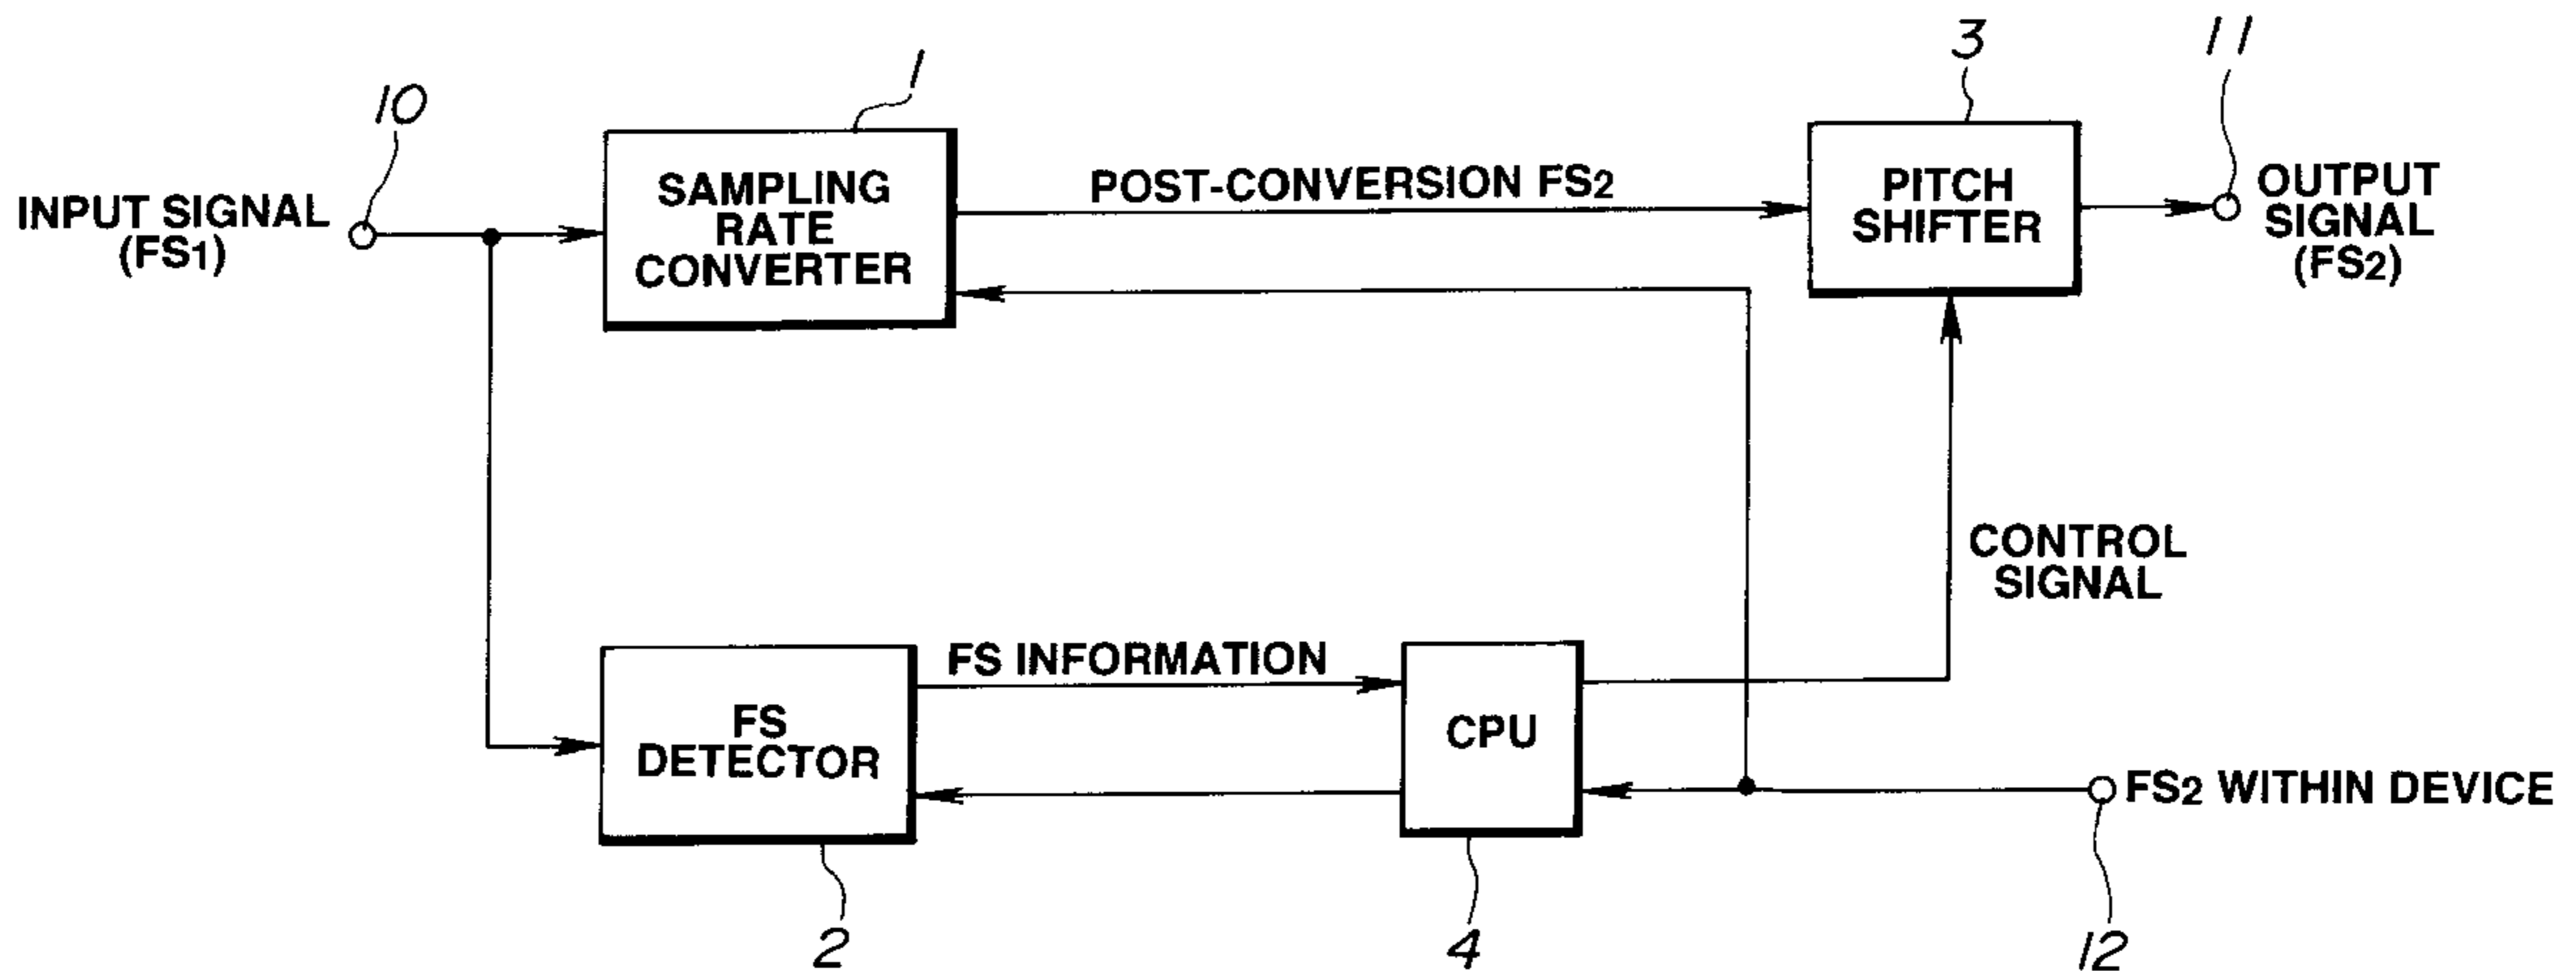 10
1
3
11
INPUT SIGNAL
(FS1)
SAMPLING
RATE
CONVERTER
POST-CONVERSION FS2
PITCH
SHIFTER
OUTPUT
SIGNAL
(FS2)
CONTROL
SIGNAL
FS INFORMATION
FS
DETECTOR
CPU
FS2 WITHIN DEVICE
2
4
12